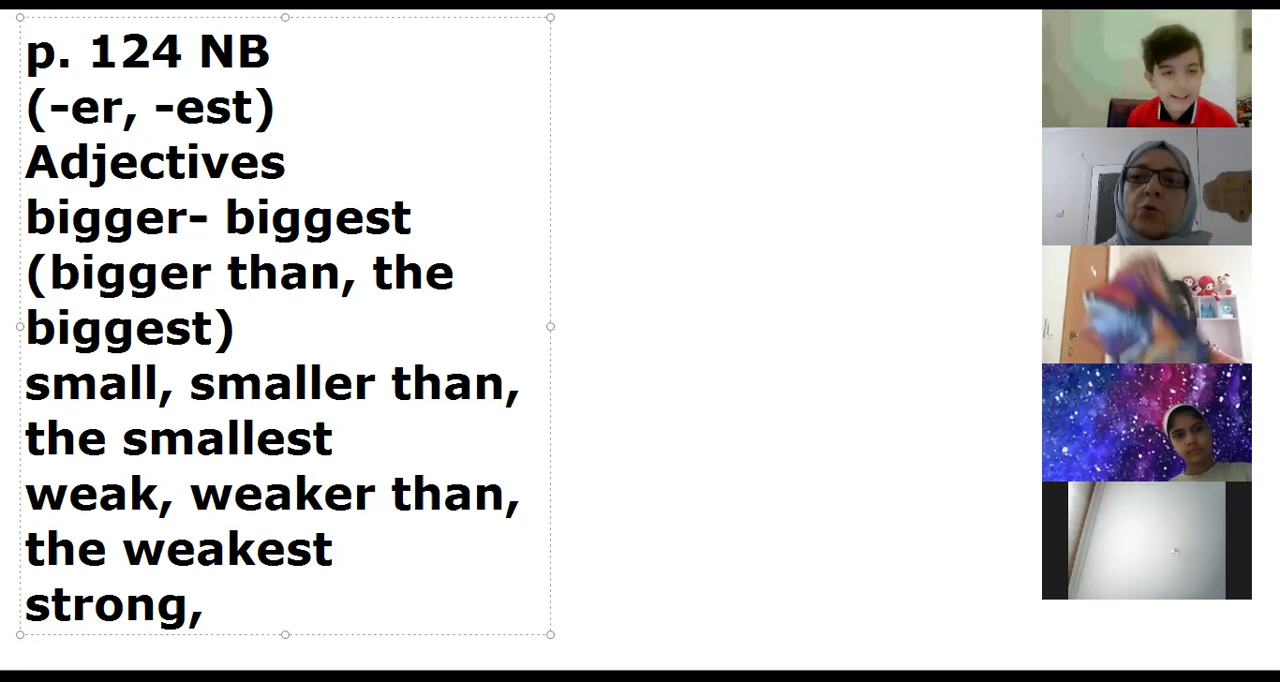 p. 124 NB
(-er, -est)
Adjectives
bigger- biggest
(bigger than, the
biggest)
small, smaller than,
the smallest
weak, weaker than,
the weakest
strong,